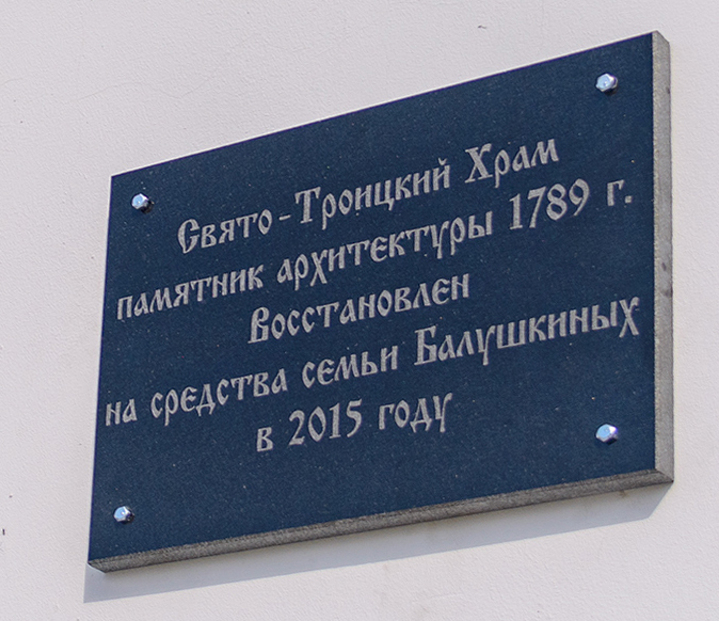 Свято-Троицкий Храм
памятник архитектуры 1789 г.
Восстановлен
на средства семьи Балушкиных
в 2015 году